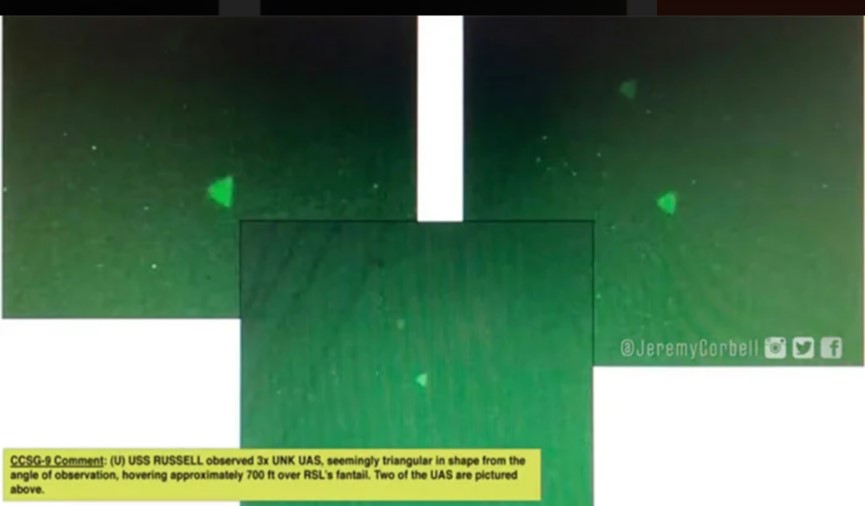 @JeremyCorbell
CCSG-9 Comment: (U) USS RUSSELL observed 3x UNK UAS, seemingly triangular in shape from the
angle of observation, hovering approximately 700 ft over RSL's fantail. Two of the UAS are pictured
above.